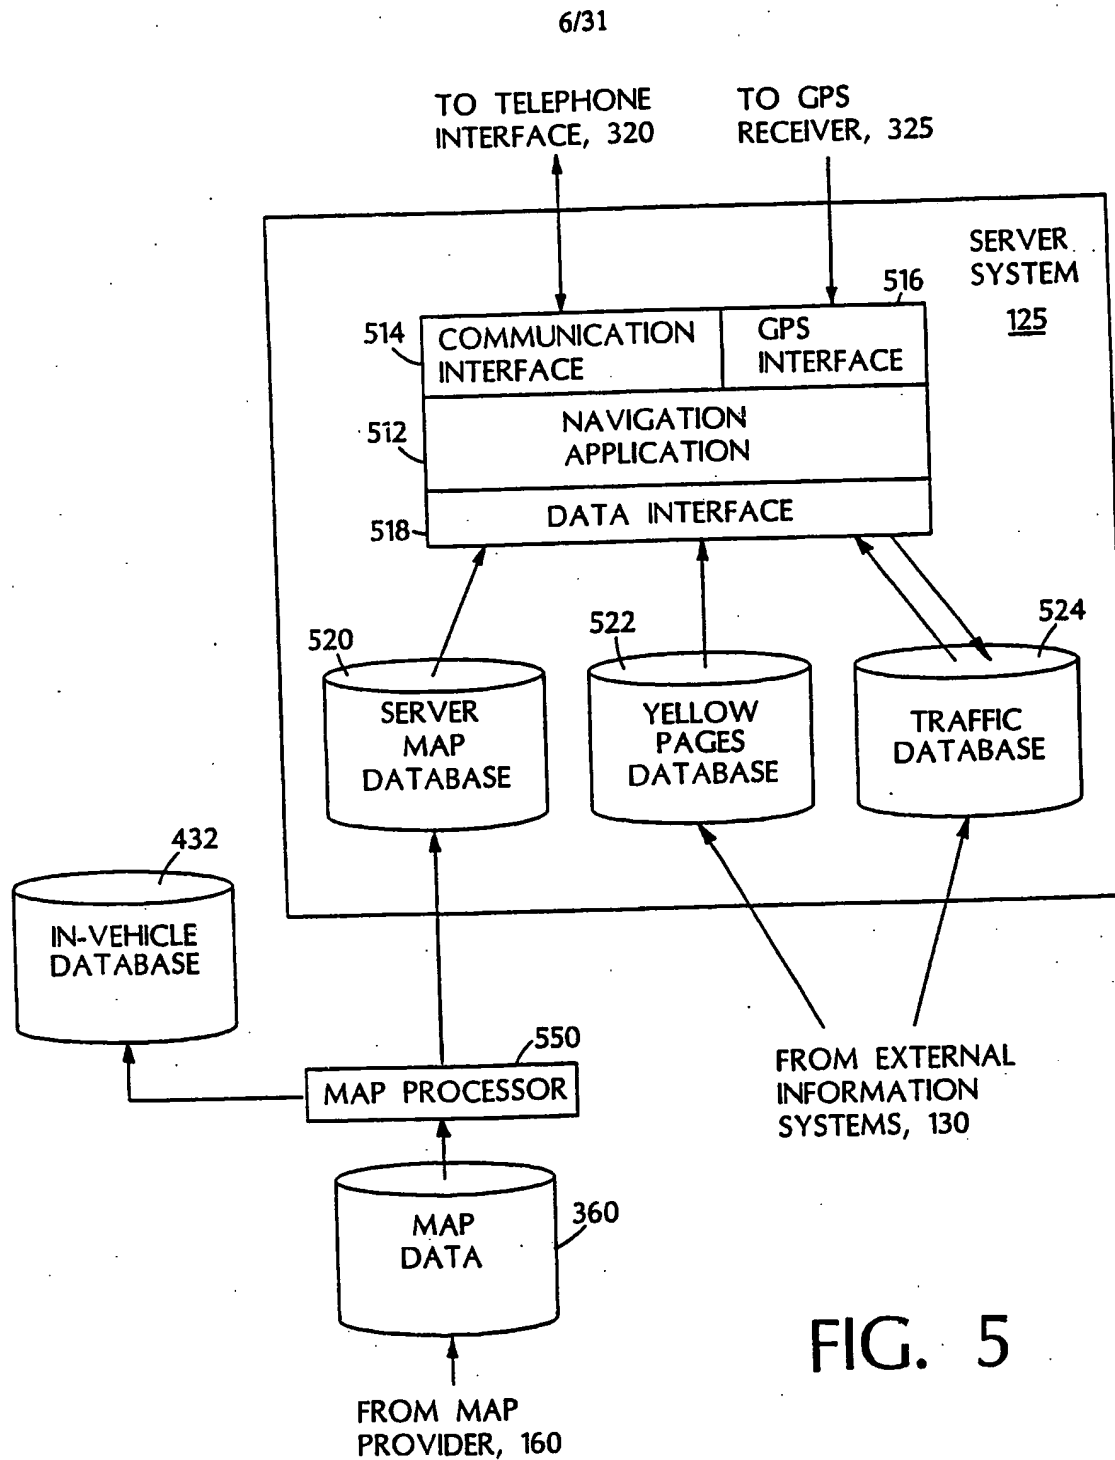 6/31
TO TELEPHONE
INTERFACE, 320
TO GPS
RECEIVER, 325
SERVER
SYSTEM
125
516
514
COMMUNICATION
INTERFACE
GPS
INTERFACE
512
NAVIGATION
APPLICATION
518
DATA INTERFACE
520
SERVER
MAP
DATABASE
522
YELLOW
PAGES
DATABASE
524
TRAFFIC
DATABASE
432
IN-VEHICLE
DATABASE
550
MAP PROCESSOR
FROM EXTERNAL
INFORMATION
SYSTEMS, 130
MAP
DATA
360
FROM MAP
PROVIDER, 160
FIG. 5